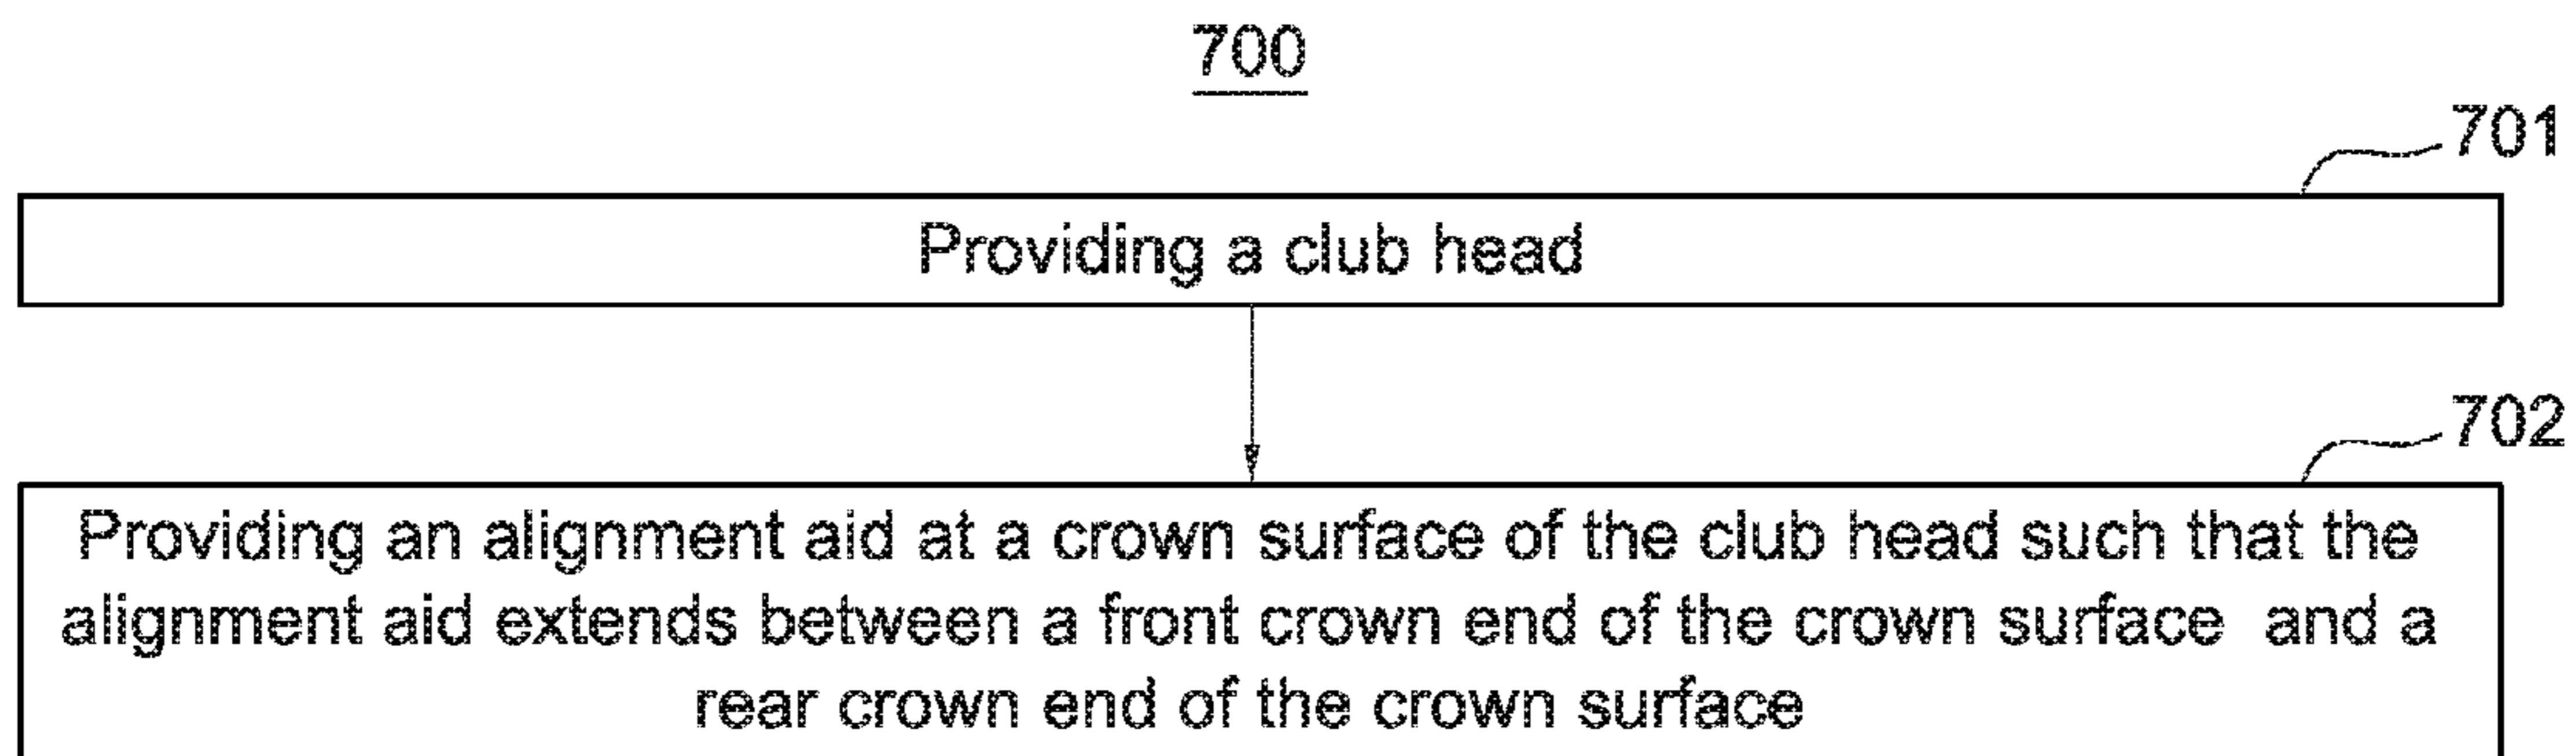 700
701
Providing a club head
702
Providing an alignment aid at a crown surface of the club head such that the
alignment aid extends between a front crown end of the crown surface and a
rear crown end of the crown surface